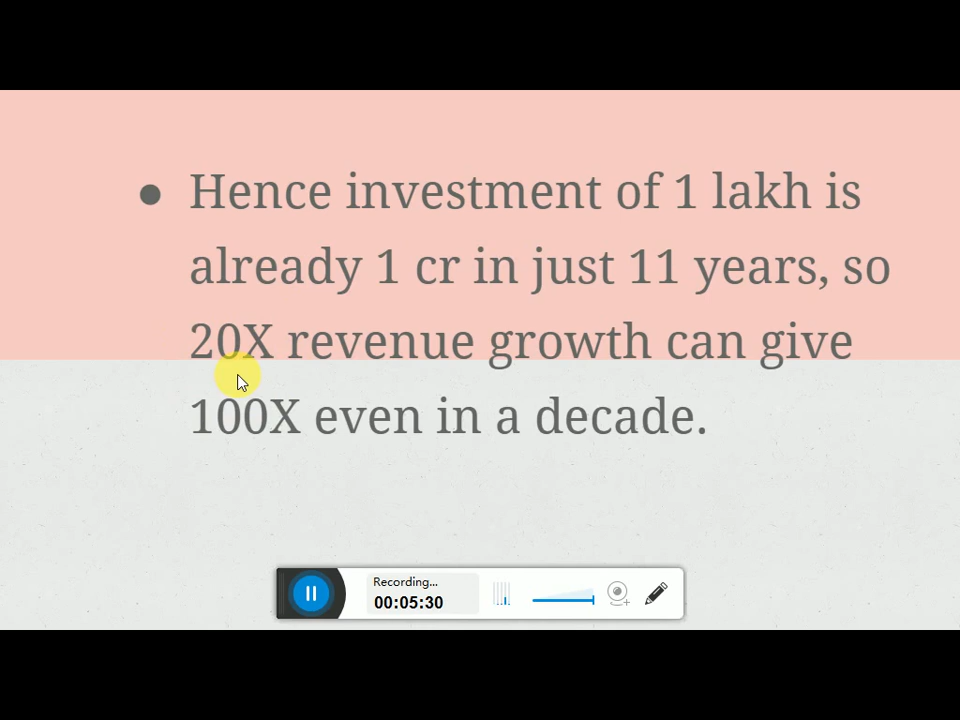 ● Hence investment of 1 lakh is
already 1 cr in just 11 years, so
20X revenue growth can give
100X even in a decade.
Recording...
00:05:30